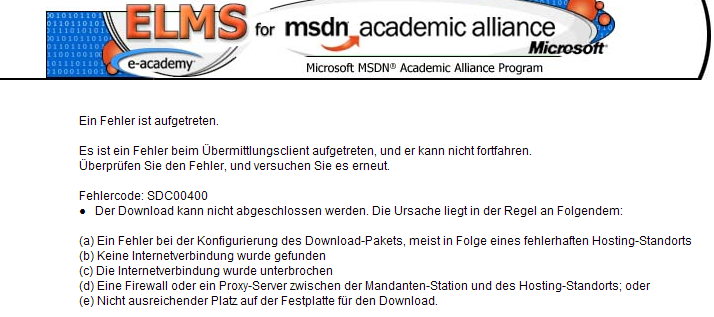 ELMS for msdn academic alliance
Microsoft
e-academy
Microsoft MSDN® Academic Alliance Program
Ein Fehler ist aufgetreten.
Es ist ein Fehler beim Übermittlungsclient aufgetreten, und er kann nicht fortfahren.
Überprüfen Sie den Fehler, und versuchen Sie es erneut.
Fehlercode: SDC00400
● Der Download kann nicht abgeschlossen werden. Die Ursache liegt in der Regel an Folgendem:
(a) Ein Fehler bei der Konfigurierung des Download-Pakets, meist in Folge eines fehlerhaften Hosting-Standorts
(b) Keine Internetverbindung wurde gefunden
(c) Die Internetverbindung wurde unterbrochen
(d) Eine Firewall oder ein Proxy-Server zwischen der Mandanten-Station und des Hosting-Standorts; oder
(e) Nicht ausreichender Platz auf der Festplatte für den Download.